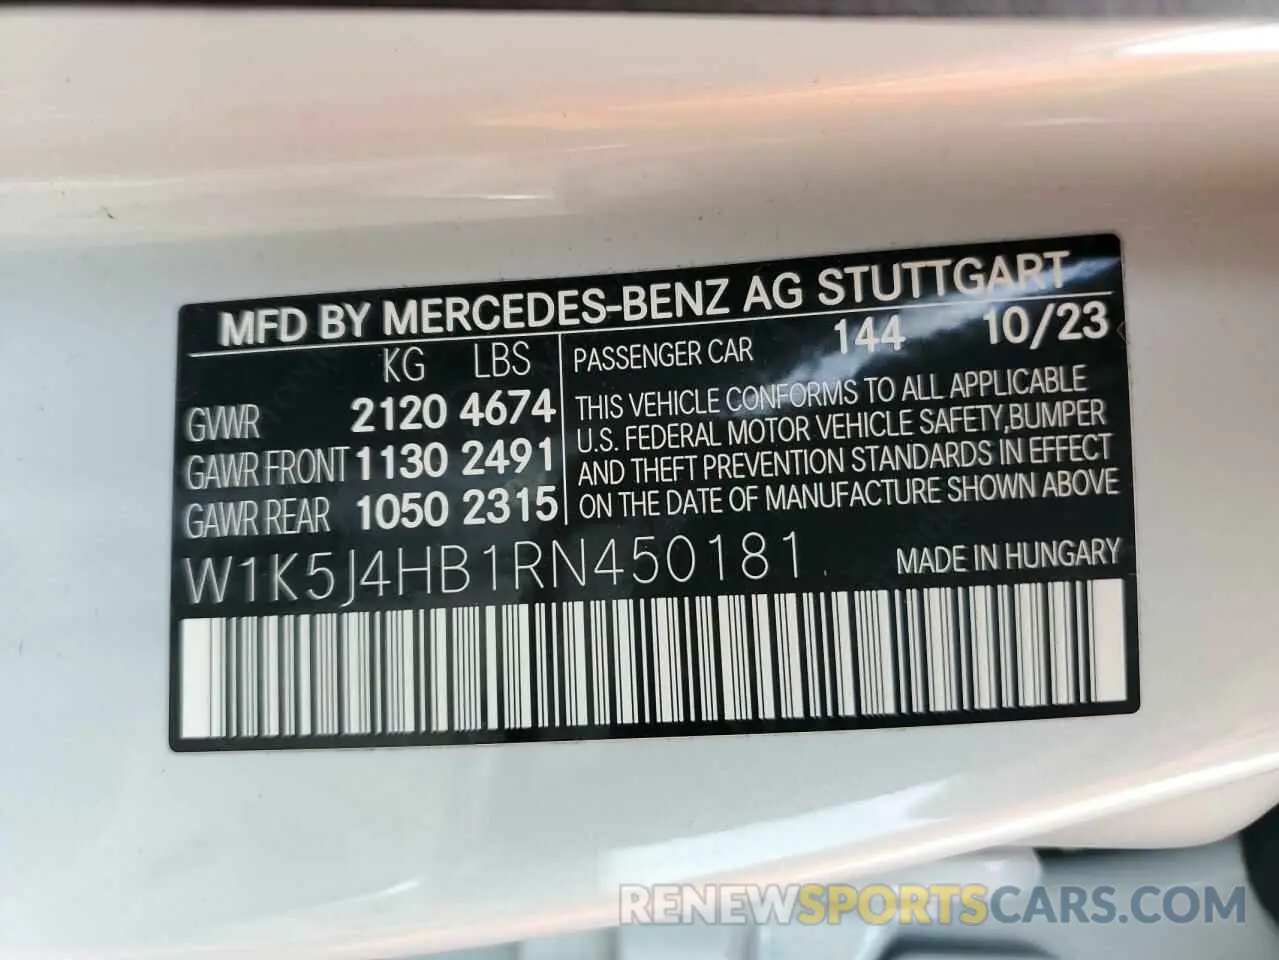 MFD BY MERCEDES-BENZ AG STUTTGART
KG LBS
GVWR 2120 4674
GAWR FRONT 1130 2491
GAWR REAR 1050 2315
PASSENGER CAR 144 10/23
THIS VEHICLE CONFORMS TO ALL APPLICABLE
U.S. FEDERAL MOTOR VEHICLE SAFETY,BUMPER
AND THEFT PREVENTION STANDARDS IN EFFECT
ON THE DATE OF MANUFACTURE SHOWN ABOVE
W1K5J4HB1RN450181
MADE IN HUNGARY
RENEWSPORTSCARS.COM